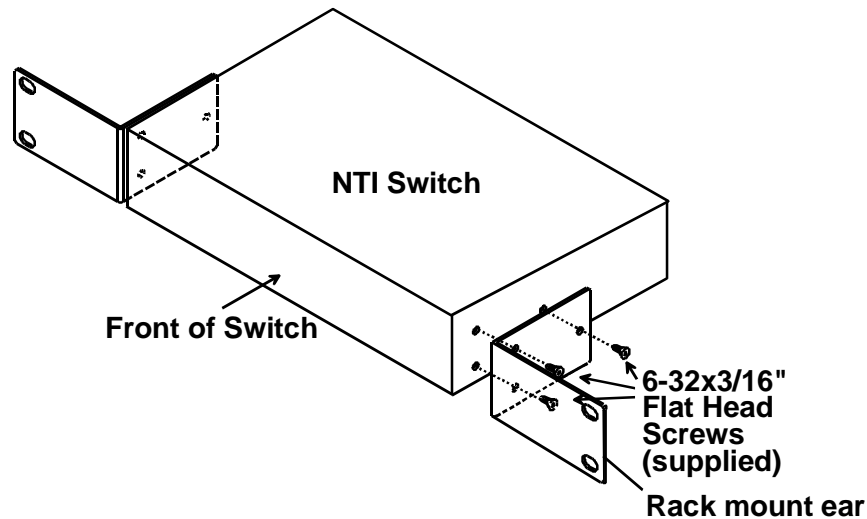 NTI Switch
Front of Switch
6-32x3/16"
Flat Head
Screws
(supplied)
Rack mount ear